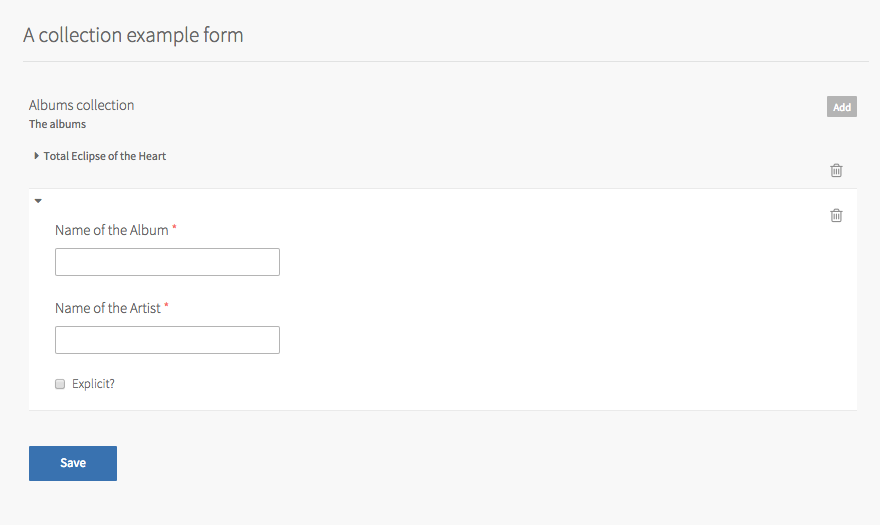 A collection example form
Albums collection
Add
The albums
Total Eclipse of the Heart
Name of the Album *
Name of the Artist *
Explicit?
Save